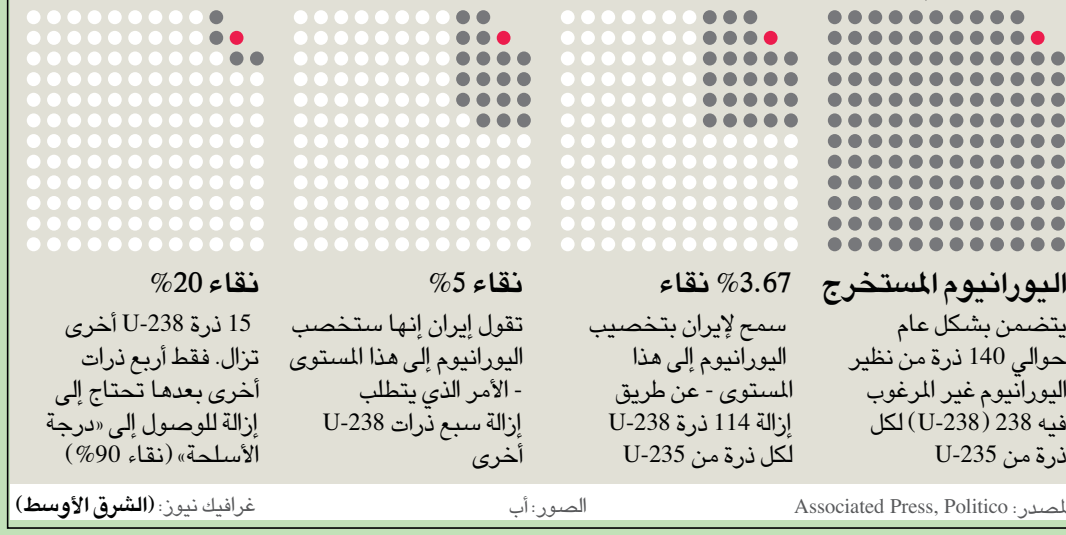 اليورانيوم المستخرج
يتضمن بشكل عام
حوالي 140 ذرة من نظير
اليورانيوم غير المرغوب
فيه 238 (U-238) لكل
ذرة من U-235
3.67% نقاء
سمح لإيران بتخصيب
اليورانيوم إلى هذا
المستوى - عن طريق
إزالة 114 ذرة U-238
لكل ذرة من U-235
نقاء 5%
تقول إيران إنها ستخصب
اليورانيوم إلى هذا المستوى
- الأمر الذي يتطلب
إزالة سبع ذرات U-238
أخرى
نقاء 20%
15 ذرة U-238 أخرى
تزال. فقط أربع ذرات
أخرى بعدها تحتاج إلى
إزالة للوصول إلى «درجة
الأسلحة» (نقاء 90%)
المصدر: Associated Press, Politico
الصور: أب
غرافيك نيوز: (الشرق الأوسط)